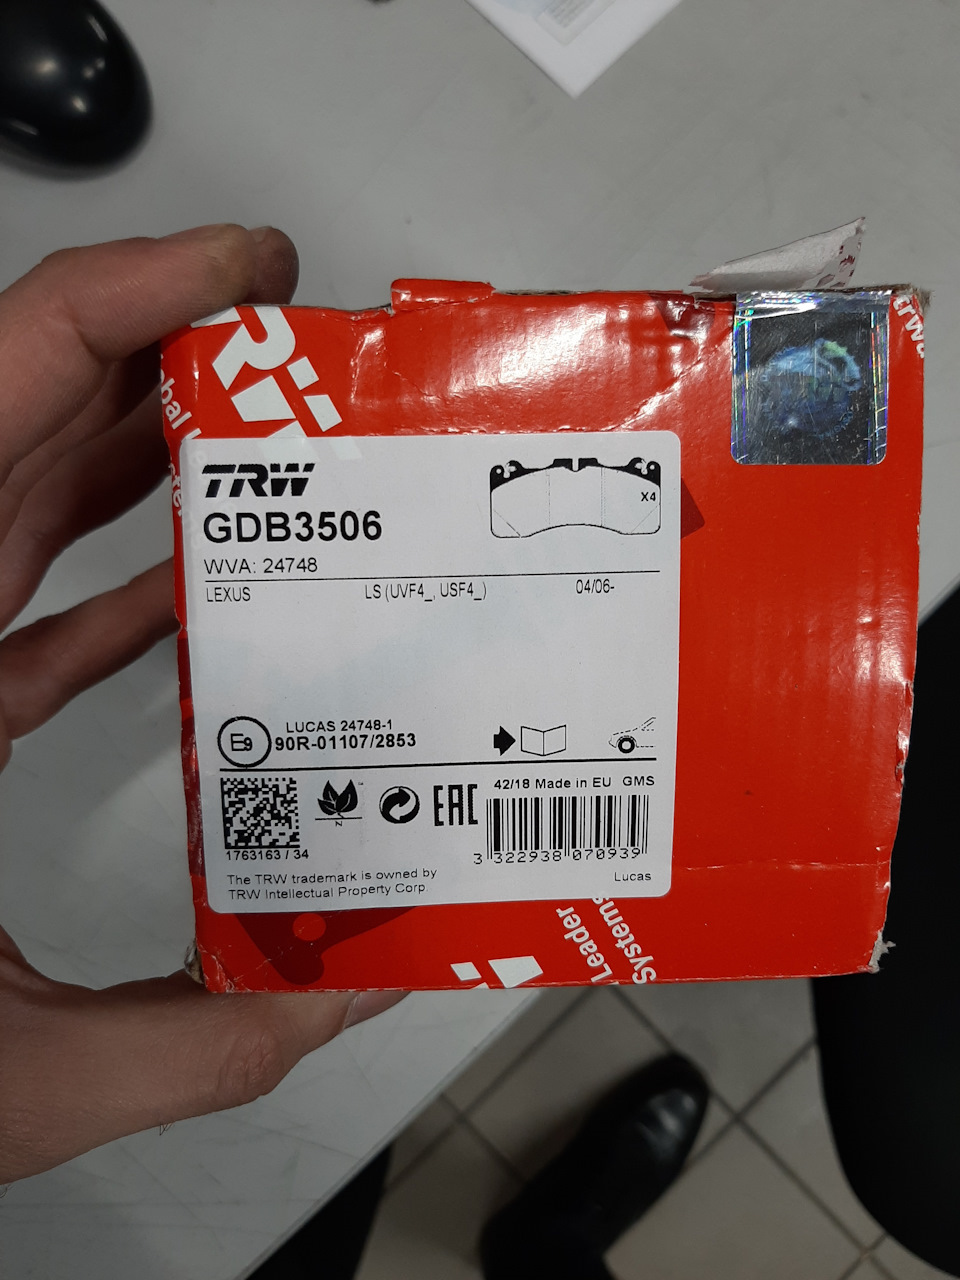 trw
TRW
GDB3506
X4
WVA: 24748
LEXUS LS (UVF4_, USF4_) 04/06-
LUCAS 24748-1
E9 90R-01107/2853
42/18 Made in EU GMS
N
EAC
1763163 / 34
3 322938 070939
The TRW trademark is owned by
TRW Intellectual Property Corp.
Lucas
Leader
Systems